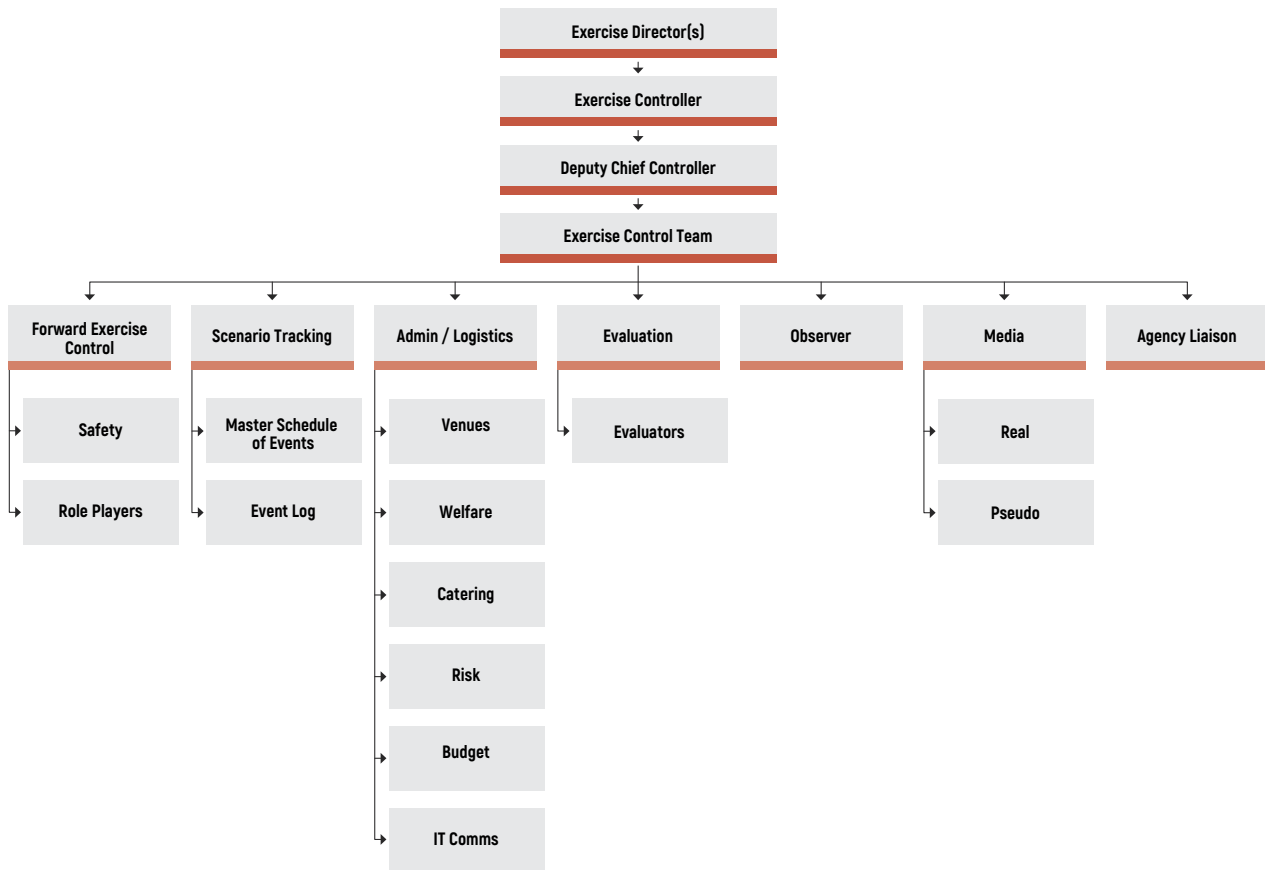 Exercise Director(s)
Exercise Controller
Deputy Chief Controller
Exercise Control Team
Forward Exercise
Control
Scenario Tracking
Admin / Logistics
Evaluation
Observer
Media
Agency Liaison
Safety
Role Players
Master Schedule
of Events
Event Log
Venues
Welfare
Catering
Risk
Budget
IT Comms
Evaluators
Real
Pseudo